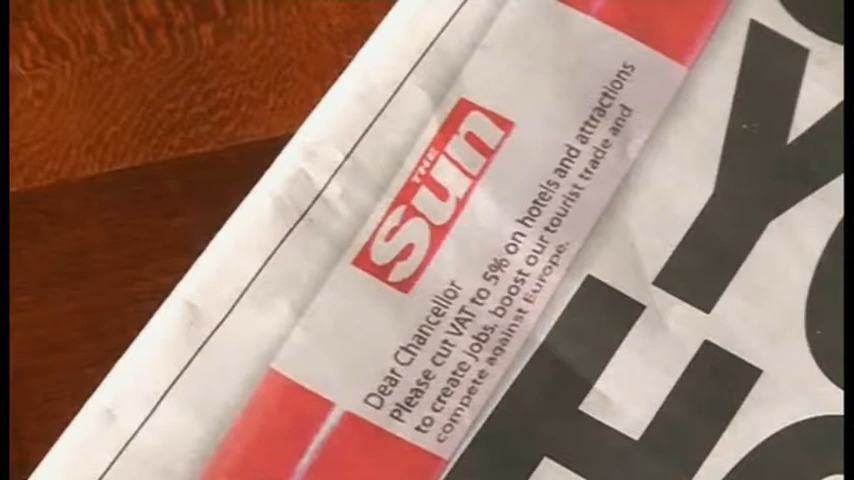 THE
Sun
Dear Chancellor
Please cut VAT to 5% on hotels and attractions
to create jobs, boost our tourist trade and
compete against Europe.